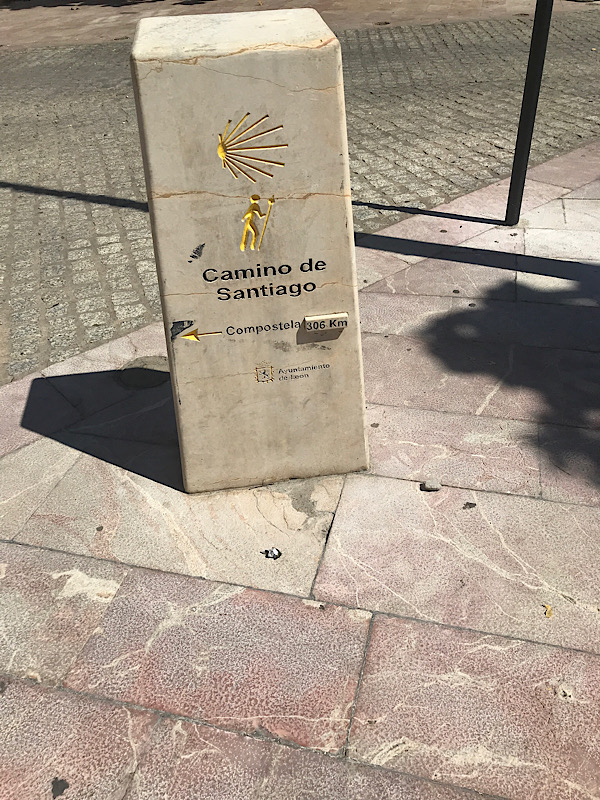 Camino de
Santiago
Compostela 306 Km
Ayuntamiento
de León